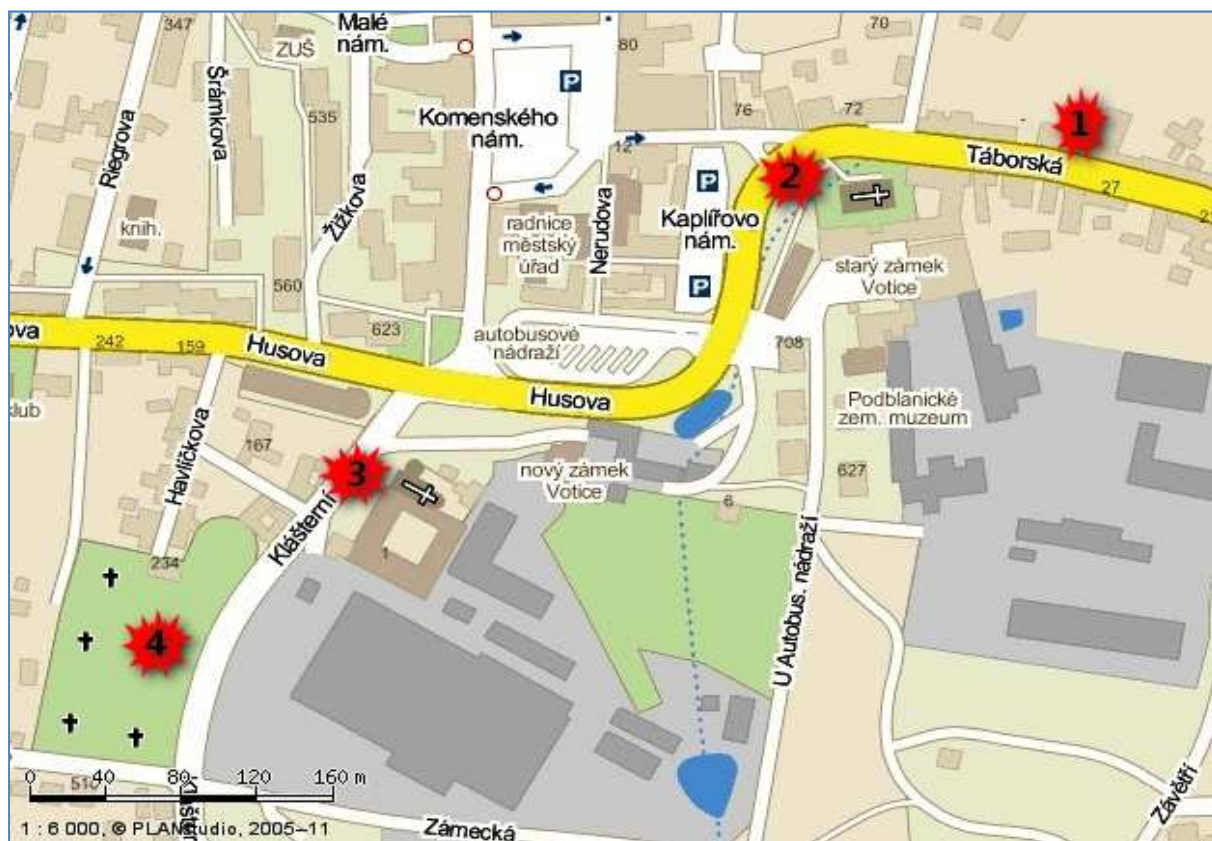 347
Malé
nám.
ZUŠ
Šrámkova
535
Riegrova
Žižkova
knih.
560
Komenského
nám.
P
80
70
76
72
12
1
Táborská
27
2
P
Kaplířovo
nám.
P
Nerudova
radnice
městský
úřad
starý zámek
Votice
autobusové
nádraží
623
242
159
Husova
Husova
708
Podblanické
zem. muzeum
627
klub
Havlíčkova
167
3
Klášterní
nový zámek
Votice
6
1
234
4
U Autobus. nádraží
Závětří
Zámecká
510
0 40 80 120 160 m
1 : 6 000, © PLANstudio, 2005–11